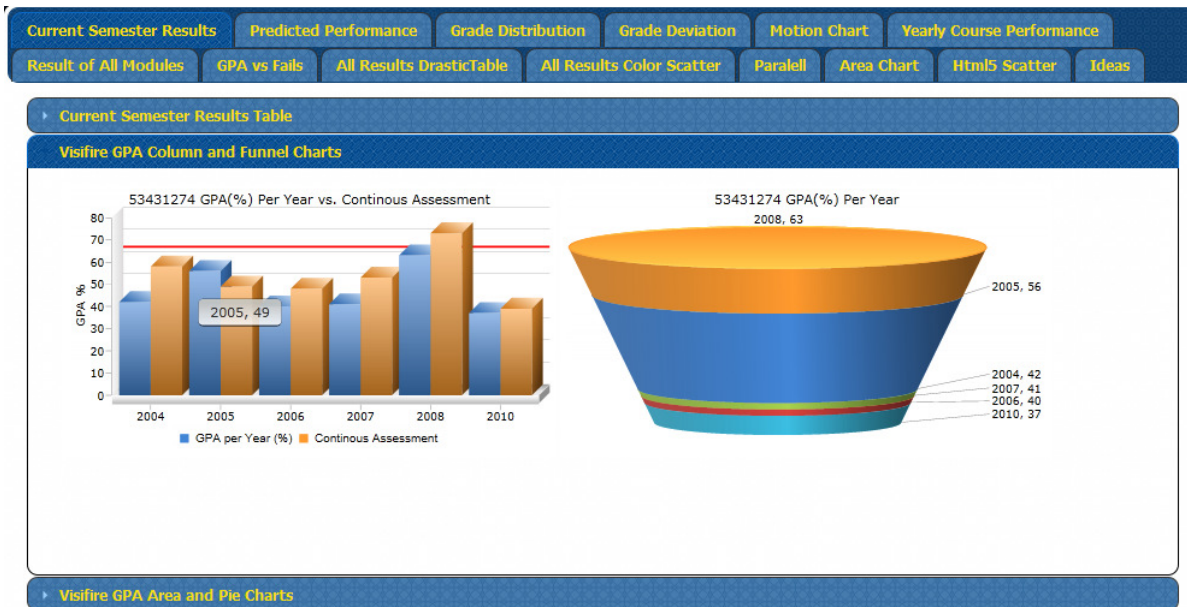 Current Semester Results Predicted Performance Grade Distribution Grade Deviation Motion Chart Yearly Course Performance
Result of All Modules GPA vs Fails All Results DrasticTable All Results Color Scatter Paralell Area Chart Html5 Scatter Ideas
Current Semester Results Table
Visifire GPA Column and Funnel Charts
53431274 GPA(%) Per Year vs. Continous Assessment
GPA %
80
70
60
50
40
30
20
10
0
2005, 49
2004 2005 2006 2007 2008 2010
GPA per Year (%) Continous Assessment
53431274 GPA(%) Per Year
2008, 63
2005, 56
2004, 42
2007, 41
2006, 40
2010, 37
Visifire GPA Area and Pie Charts